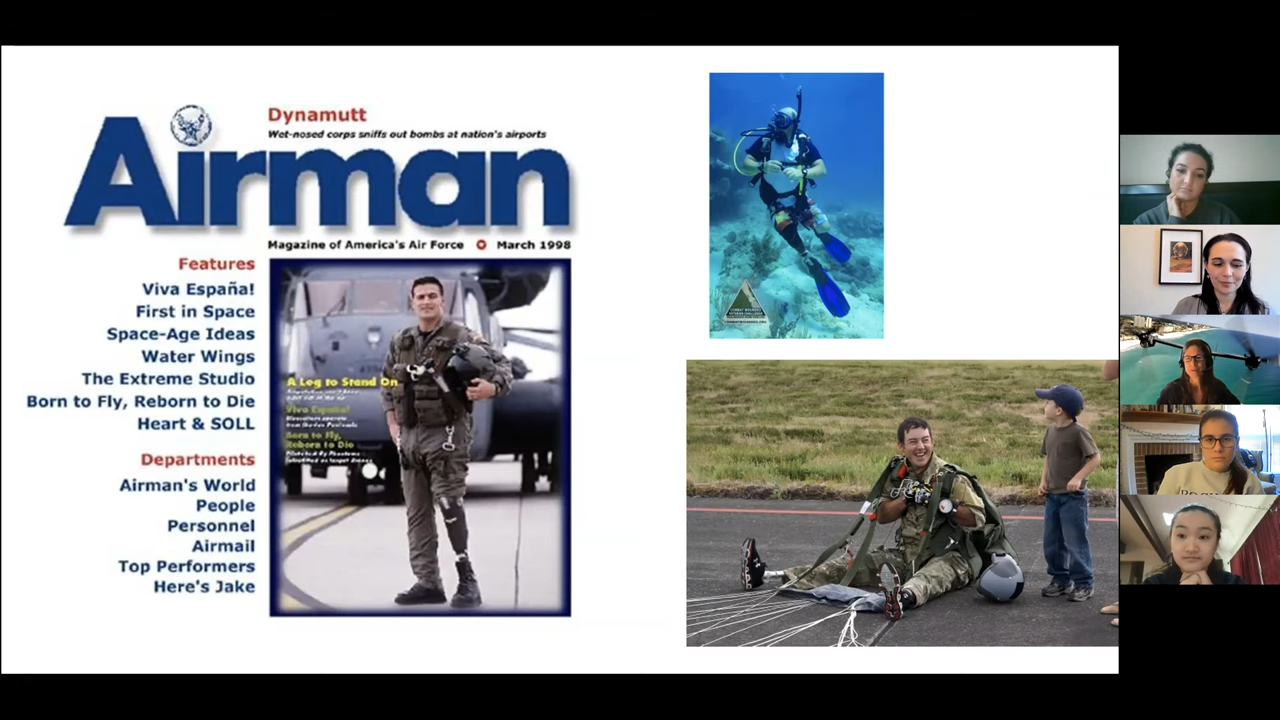 Dynamutt
Wet-nosed corps sniffs out bombs at nation's airports
Airman
Magazine of America's Air Force March 1998
Features
Viva España!
First in Space
Space-Age Ideas
Water Wings
The Extreme Studio
Born to Fly, Reborn to Die
Heart & SOLL
Departments
Airman's World
People
Personnel
Airmail
Top Performers
Here's Jake
A Leg to Stand On
Viva España!
Born to Fly,
Reborn to Die